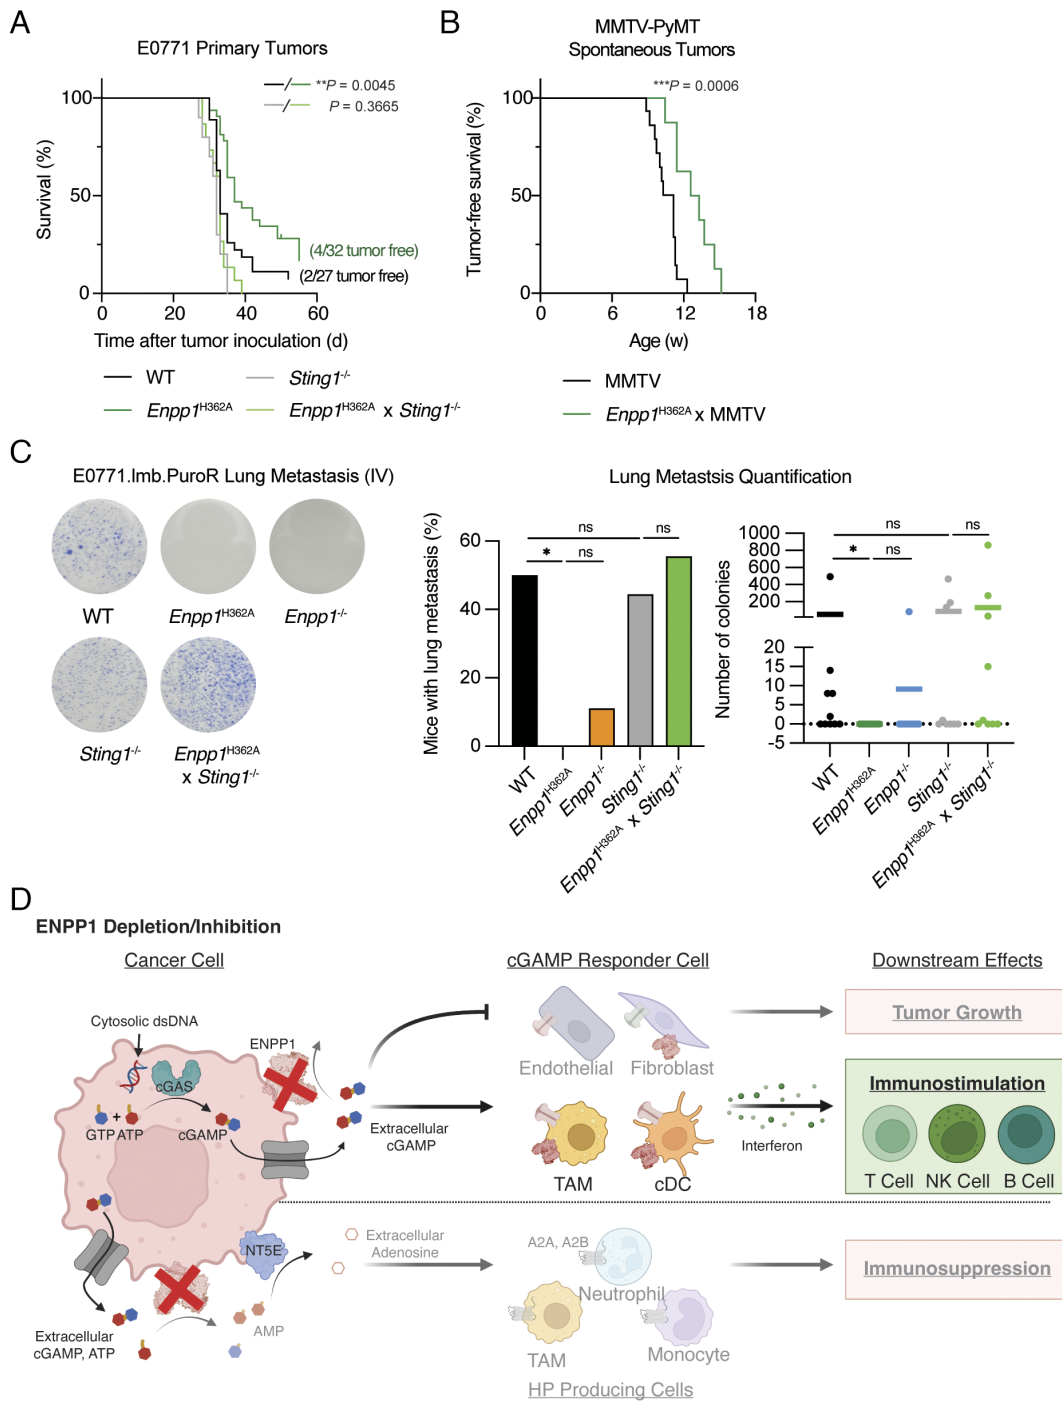 A
E0771 Primary Tumors
**P = 0.0045
P = 0.3665
Survival (%)
100
50
0
0 20 40 60
(4/32 tumor free)
(2/27 tumor free)
Time after tumor inoculation (d)
WT
Sting1-/-
Enpp1H362A
Enpp1H362A x Sting1-/-
B
MMTV-PyMT
Spontaneous Tumors
***P = 0.0006
Tumor-free survival (%)
100
50
0
0 6 12 18
Age (w)
MMTV
Enpp1H362A x MMTV
C
E0771.lmb.PuroR Lung Metastasis (IV)
WT
Enpp1H362A
Enpp1-/-
Sting1-/-
Enpp1H362A
x Sting1-/-
Lung Metastsis Quantification
Mice with lung metastasis (%)
60
40
20
0
ns
ns
*
ns
WT
Enpp1H362A
Enpp1-/-
Sting1-/-
Enpp1H362A x Sting1-/-
Number of colonies
1000
800
600
400
200
20
15
10
5
0
-5
ns
ns
*
ns
WT
Enpp1H362A
Enpp1-/-
Sting1-/-
Enpp1H362A x Sting1-/-
D
ENPP1 Depletion/Inhibition
Cancer Cell
cGAMP Responder Cell
Downstream Effects
Cytosolic dsDNA
cGAS
GTP
+
ATP
cGAMP
ENPP1
Extracellular
cGAMP
Endothelial
Fibroblast
TAM
cDC
Interferon
Tumor Growth
Immunostimulation
T Cell
NK Cell
B Cell
NT5E
Extracellular
Adenosine
Extracellular
cGAMP, ATP
AMP
A2A, A2B
Neutrophil
TAM
Monocyte
HP Producing Cells
Immunosuppression